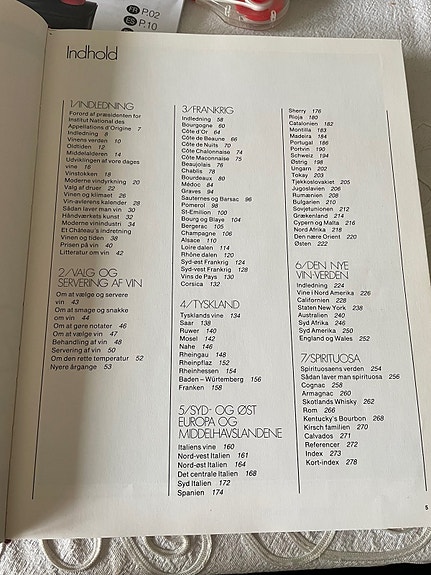 FR P.02
ES P.10
Indhold
1/INDLEDNING
Forord af præsidenten for
Institut National des
Appellations d'Origine 7
Indledning 8
Vinens verden 10
Oldtiden 12
Middelalderen 14
Udviklingen af vore dages
vine 16
Vinstokken 18
Moderne vindyrkning 20
Valg af druer 22
Vinen og klimaet 26
Vin-avlerens kalender 28
Sådan laver man vin 30
Håndværkets kunst 32
Moderne vinindustri 34
Et Château's indretning
Vinen og tiden 38
Prisen på vin 40
Litteratur om vin 42
2/VALG OG
SERVERING AF VIN
Om at vælge og servere
vin 43
Om at smage og snakke
om vin 44
Om at gøre notater 46
Om at vælge vin 47
Behandling af vin 48
Servering af vin 50
Om den rette temperatur 52
Nyere årgange 53
3/FRANKRIG
Indledning 58
Bourgogne 60
Côte d'Or 64
Côte de Beaune 66
Côte de Nuits 70
Côte Chalonnaise 74
Côte Maconnaise 75
Beaujolais 76
Chablis 78
Bourdeaux 80
Médoc 84
Graves 94
Sauternes og Barsac 96
Pomerol 98
St-Emilion 100
Bourg og Blaye 104
Bergerac 105
Champagne 106
Alsace 110
Loire dalen 114
Rhône dalen 120
Syd-øst Frankrig 124
Syd-vest Frankrig 128
Vins de Pays 130
Corsica 132
4/TYSKLAND
Tysklands vine 134
Saar 138
Ruwer 140
Mosel 142
Nahe 146
Rheingau 148
Rheinpflaz 152
Rheinhessen 154
Baden – Würtemberg 156
Franken 158
5/SYD- OG ØST
EUROPA OG
MIDDELHAVSLANDENE
Italiens vine 160
Nord-vest Italien 161
Nord-øst Italien 164
Det centrale Italien 168
Syd Italien 172
Spanien 174
Sherry 176
Rioja 180
Catalonien 182
Montilla 183
Madeira 184
Portugal 186
Portvin 190
Schweiz 194
Østrig 198
Ungarn 202
Tokay 203
Tjekkoslovakiet 205
Jugoslavien 206
Rumænien 208
Bulgarien 210
Sovjetunionen 212
Grækenland 214
Cypern og Malta 216
Nord Afrika 218
Den nære Orient 220
Østen 222
6/DEN NYE
VIN-VERDEN
Indledning 224
Vine i Nord Amerika 226
Californien 228
Staten New York 238
Australien 240
Syd Afrika 246
Syd Amerika 250
England og Wales 252
7/SPIRITUOSA
Spirituosaens verden 254
Sådan laver man spirituosa 256
Cognac 258
Armagnac 260
Skotlands Whisky 262
Rom 266
Kentucky's Bourbon 268
Kirsch familien 270
Calvados 271
Referencer 272
Index 273
Kort-index 278
5